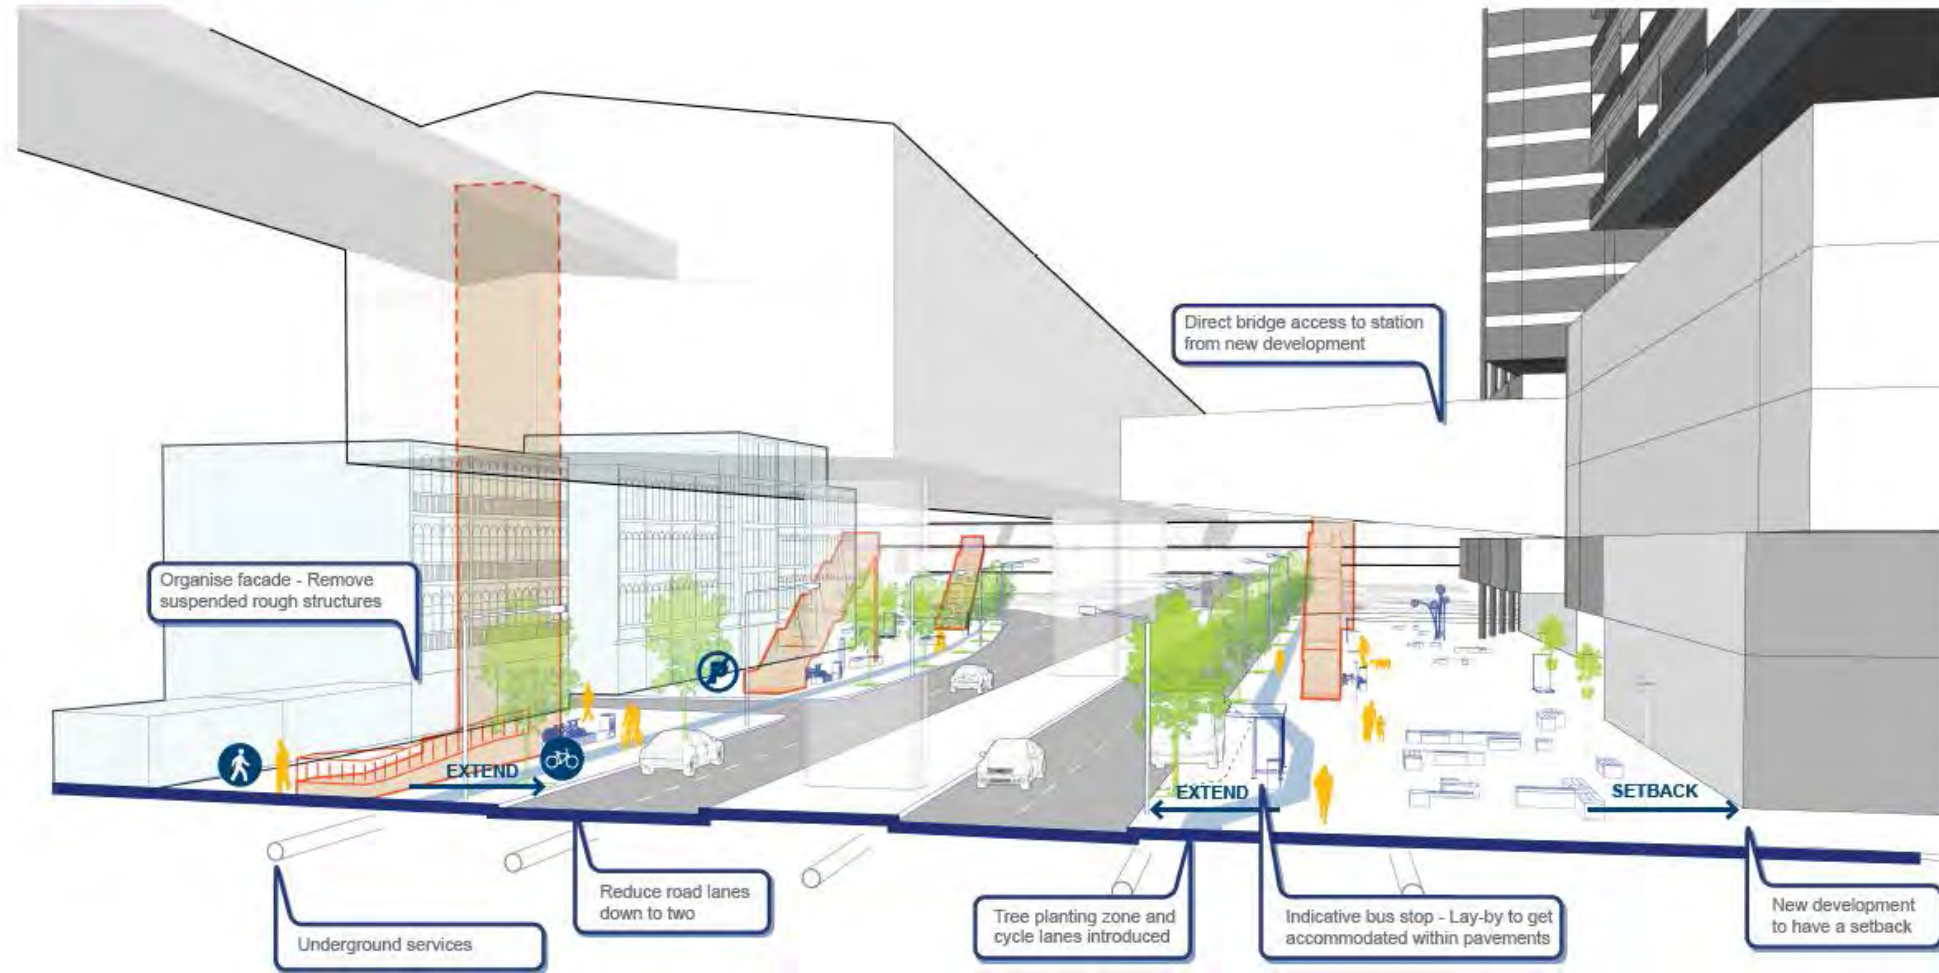 Direct bridge access to station
from new development
Organise facade - Remove
suspended rough structures
EXTEND
EXTEND
SETBACK
Underground services
Reduce road lanes
down to two
Tree planting zone and
cycle lanes introduced
Indicative bus stop - Lay-by to get
accommodated within pavements
New development
to have a setback